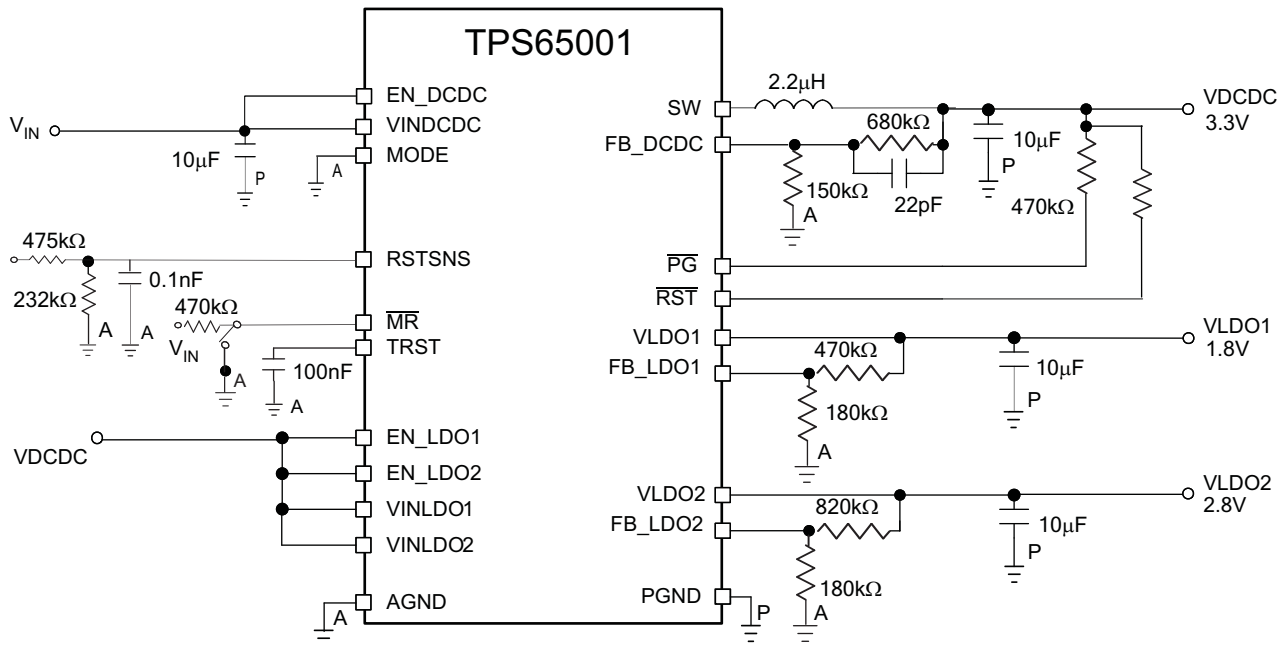 TPS65001
EN_DCDC
VINDCDC
MODE
RSTSNS
MR
TRST
EN_LDO1
EN_LDO2
VINLDO1
VINLDO2
AGND
SW
FB_DCDC
PG
RST
VLDO1
FB_LDO1
VLDO2
FB_LDO2
PGND
VIN
10μF
P
A
475kΩ
232kΩ
A
0.1nF
A
470kΩ
VIN
A
100nF
A
VDCDC
A
2.2μH
680kΩ
22pF
150kΩ
A
10μF
P
470kΩ
VDCDC
3.3V
470kΩ
180kΩ
A
10μF
P
VLDO1
1.8V
820kΩ
180kΩ
A
10μF
P
VLDO2
2.8V
P